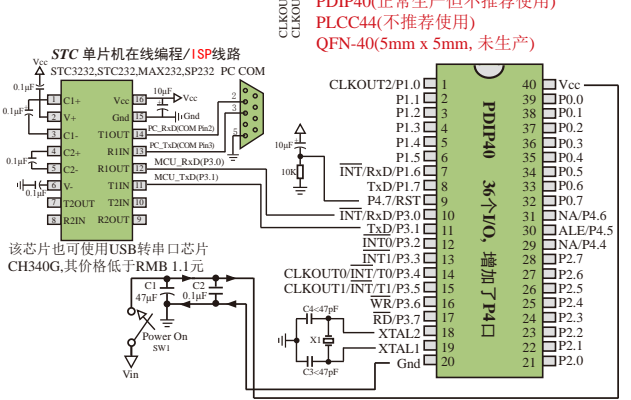 PDIP40(正常生产但不推荐使用)
CLKOU
CLKOUT
PLCC44(不推荐使用)
QFN-40(5mm x 5mm, 未生产)
STC 单片机在线编程/ISP线路
STC3232,STC232,MAX232,SP232 PC COM
Vcc
0.1μF
0.1μF
0.1μF
0.1μF
1 C1+
2 V+
3 C1-
4 C2+
5 C2-
6 V-
7 T2OUT
8 R2IN
Vcc 16
Gnd 15
T1OUT 14
R1IN 13
R1OUT 12
T1IN 11
T2IN 10
R2OUT 9
10μF
Vcc
Gnd
PC_RxD(COM Pin2)
PC_TxD(COM Pin3)
MCU_RxD(P3.0)
MCU_TxD(P3.1)
2
3
5
该芯片也可使用USB转串口芯片
CH340G,其价格低于RMB 1.1元
C1
47μF
C2
0.1μF
Power On
SW1
Vin
10μF
10K
C4<47pF
X1
C3<47pF
CLKOUT2/P1.0 1
P1.1 2
P1.2 3
P1.3 4
P1.4 5
P1.5 6
INT/RxD/P1.6 7
TxD/P1.7 8
P4.7/RST 9
INT/RxD/P3.0 10
TxD/P3.1 11
INT0/P3.2 12
INT1/P3.3 13
CLKOUT0/INT/T0/P3.4 14
CLKOUT1/INT/T1/P3.5 15
WR/P3.6 16
RD/P3.7 17
XTAL2 18
XTAL1 19
Gnd 20
PDIP40 36个I/O, 增加了P4口
40 Vcc
39 P0.0
38 P0.1
37 P0.2
36 P0.3
35 P0.4
34 P0.5
33 P0.6
32 P0.7
31 NA/P4.6
30 ALE/P4.5
29 NA/P4.4
28 P2.7
27 P2.6
26 P2.5
25 P2.4
24 P2.3
23 P2.2
22 P2.1
21 P2.0